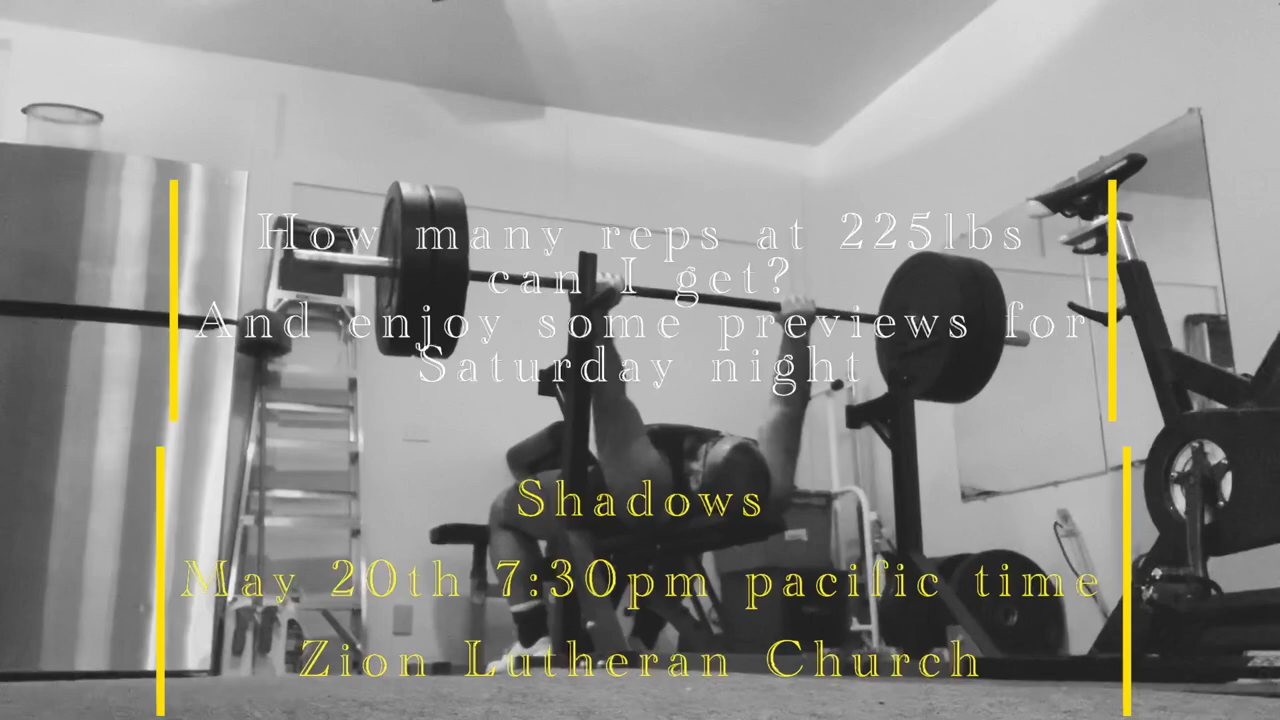 How many reps at 225lbs
can I get?
And enjoy some previews for
Saturday night
Shadows
May 20th 7:30pm pacific time
Zion Lutheran Church